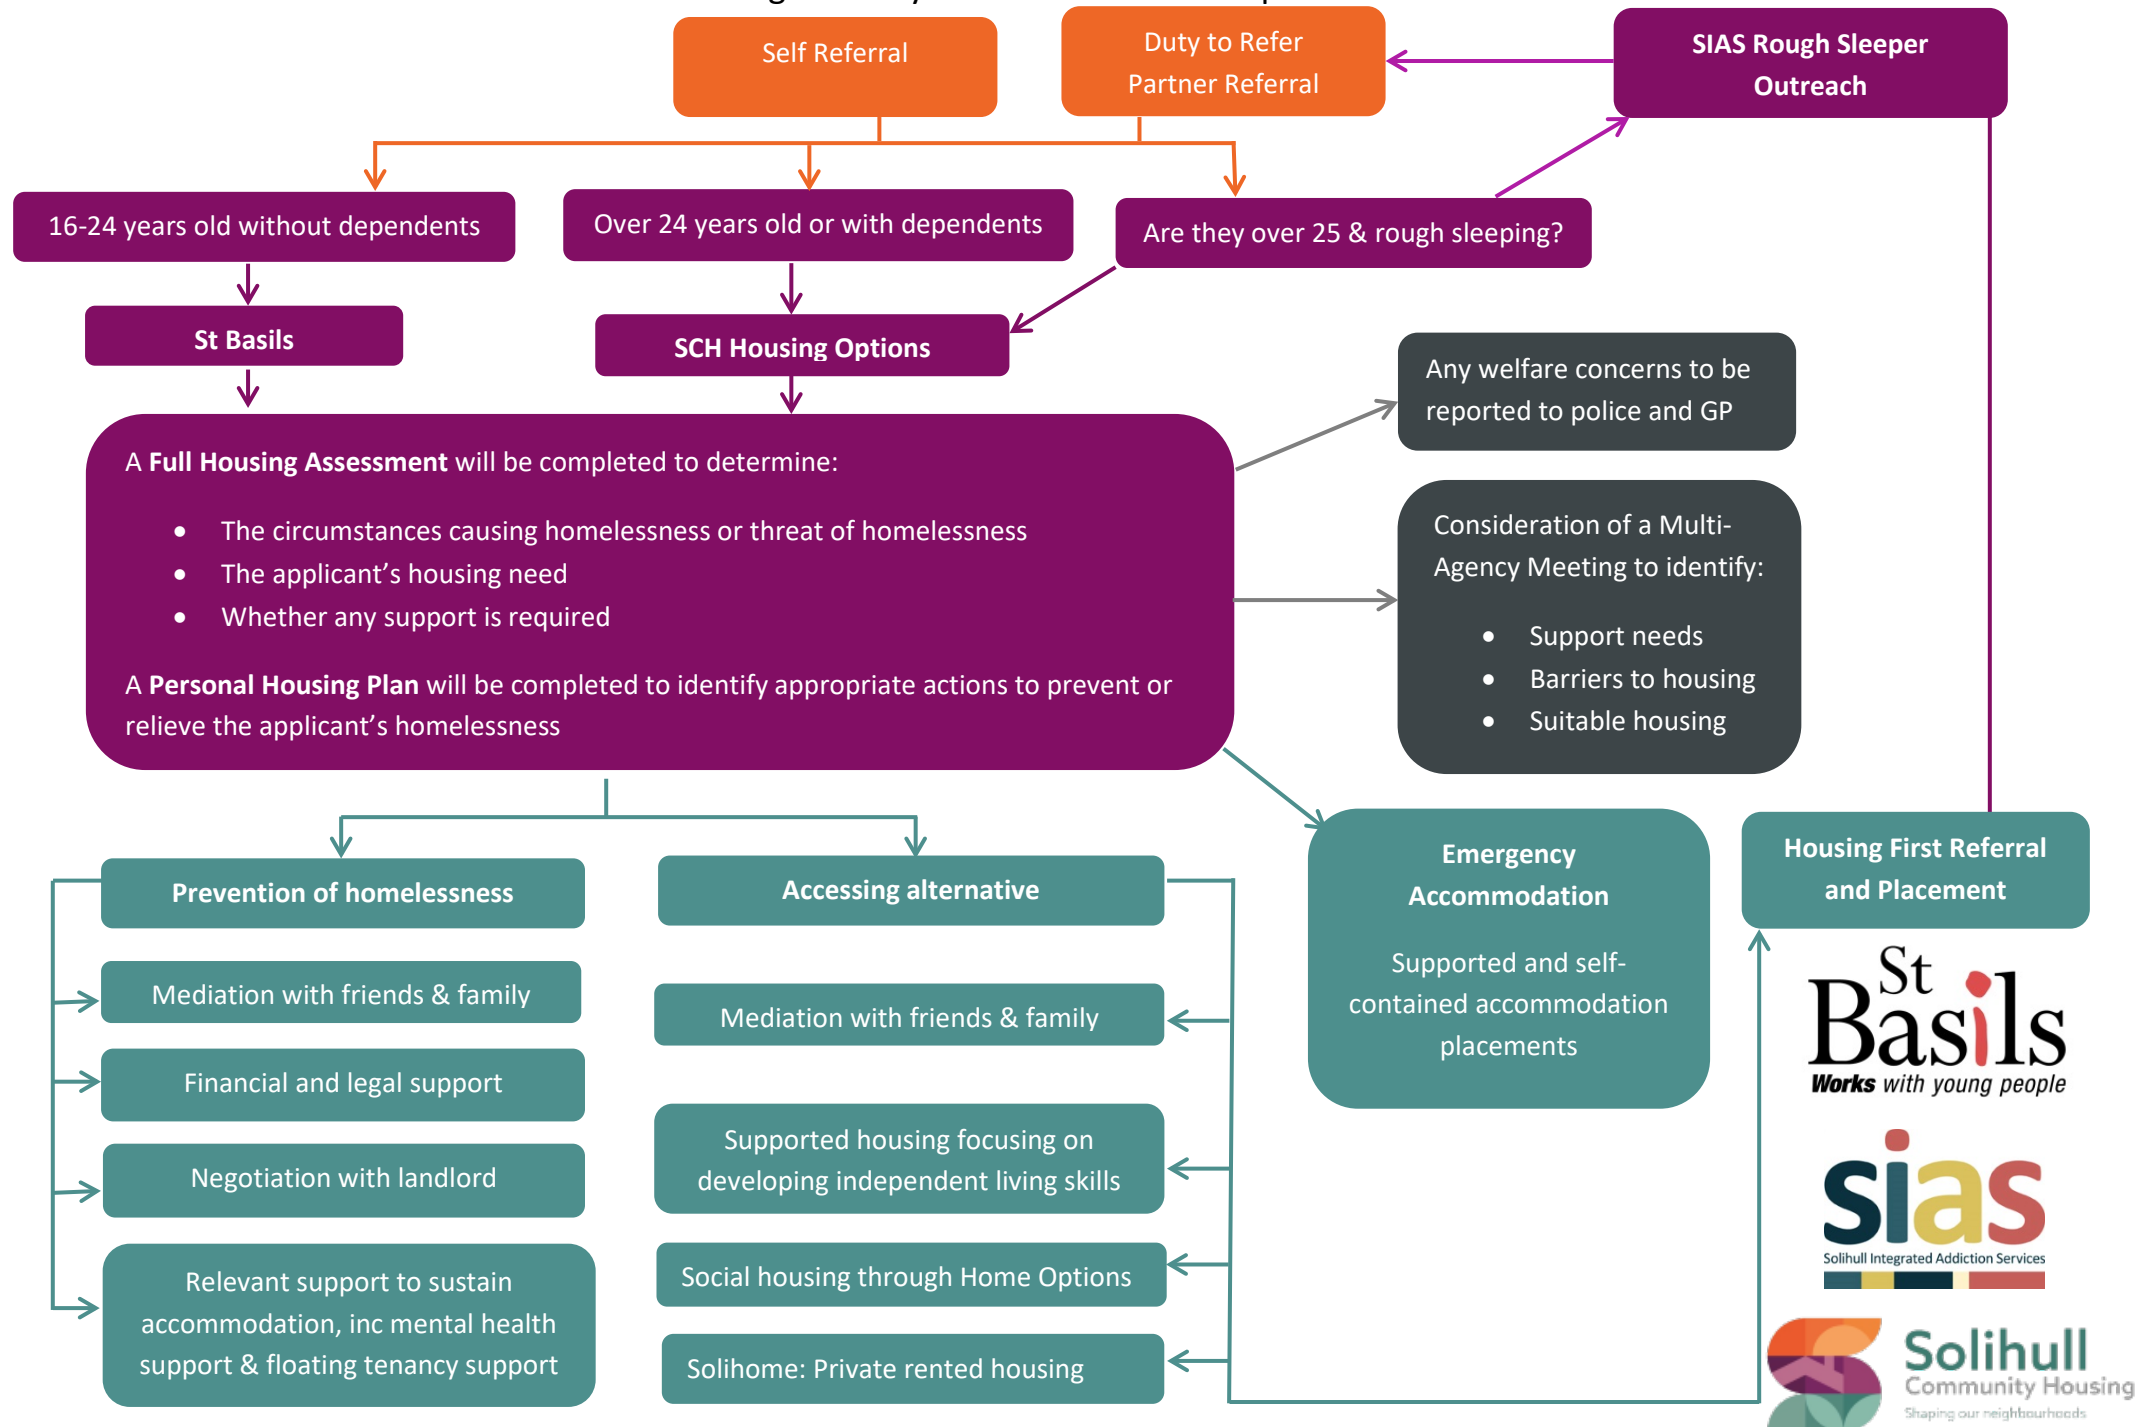 Self Referral
Duty to Refer
Partner Referral
SIAS Rough Sleeper
Outreach
16-24 years old without dependents
Over 24 years old or with dependents
Are they over 25 & rough sleeping?
St Basils
SCH Housing Options
Any welfare concerns to be
reported to police and GP
A Full Housing Assessment will be completed to determine:
• The circumstances causing homelessness or threat of homelessness
• The applicant’s housing need
• Whether any support is required
A Personal Housing Plan will be completed to identify appropriate actions to prevent or
relieve the applicant’s homelessness
Consideration of a Multi-
Agency Meeting to identify:
• Support needs
• Barriers to housing
• Suitable housing
Prevention of homelessness
Mediation with friends & family
Financial and legal support
Negotiation with landlord
Relevant support to sustain
accommodation, inc mental health
support & floating tenancy support
Accessing alternative
Mediation with friends & family
Supported housing focusing on
developing independent living skills
Social housing through Home Options
Solihome: Private rented housing
Emergency
Accommodation
Supported and self-
contained accommodation
placements
Housing First Referral
and Placement
St
Basils
Works with young people
sias
Solihull Integrated Addiction Services
Solihull
Community Housing
Shaping our neighbourhoods